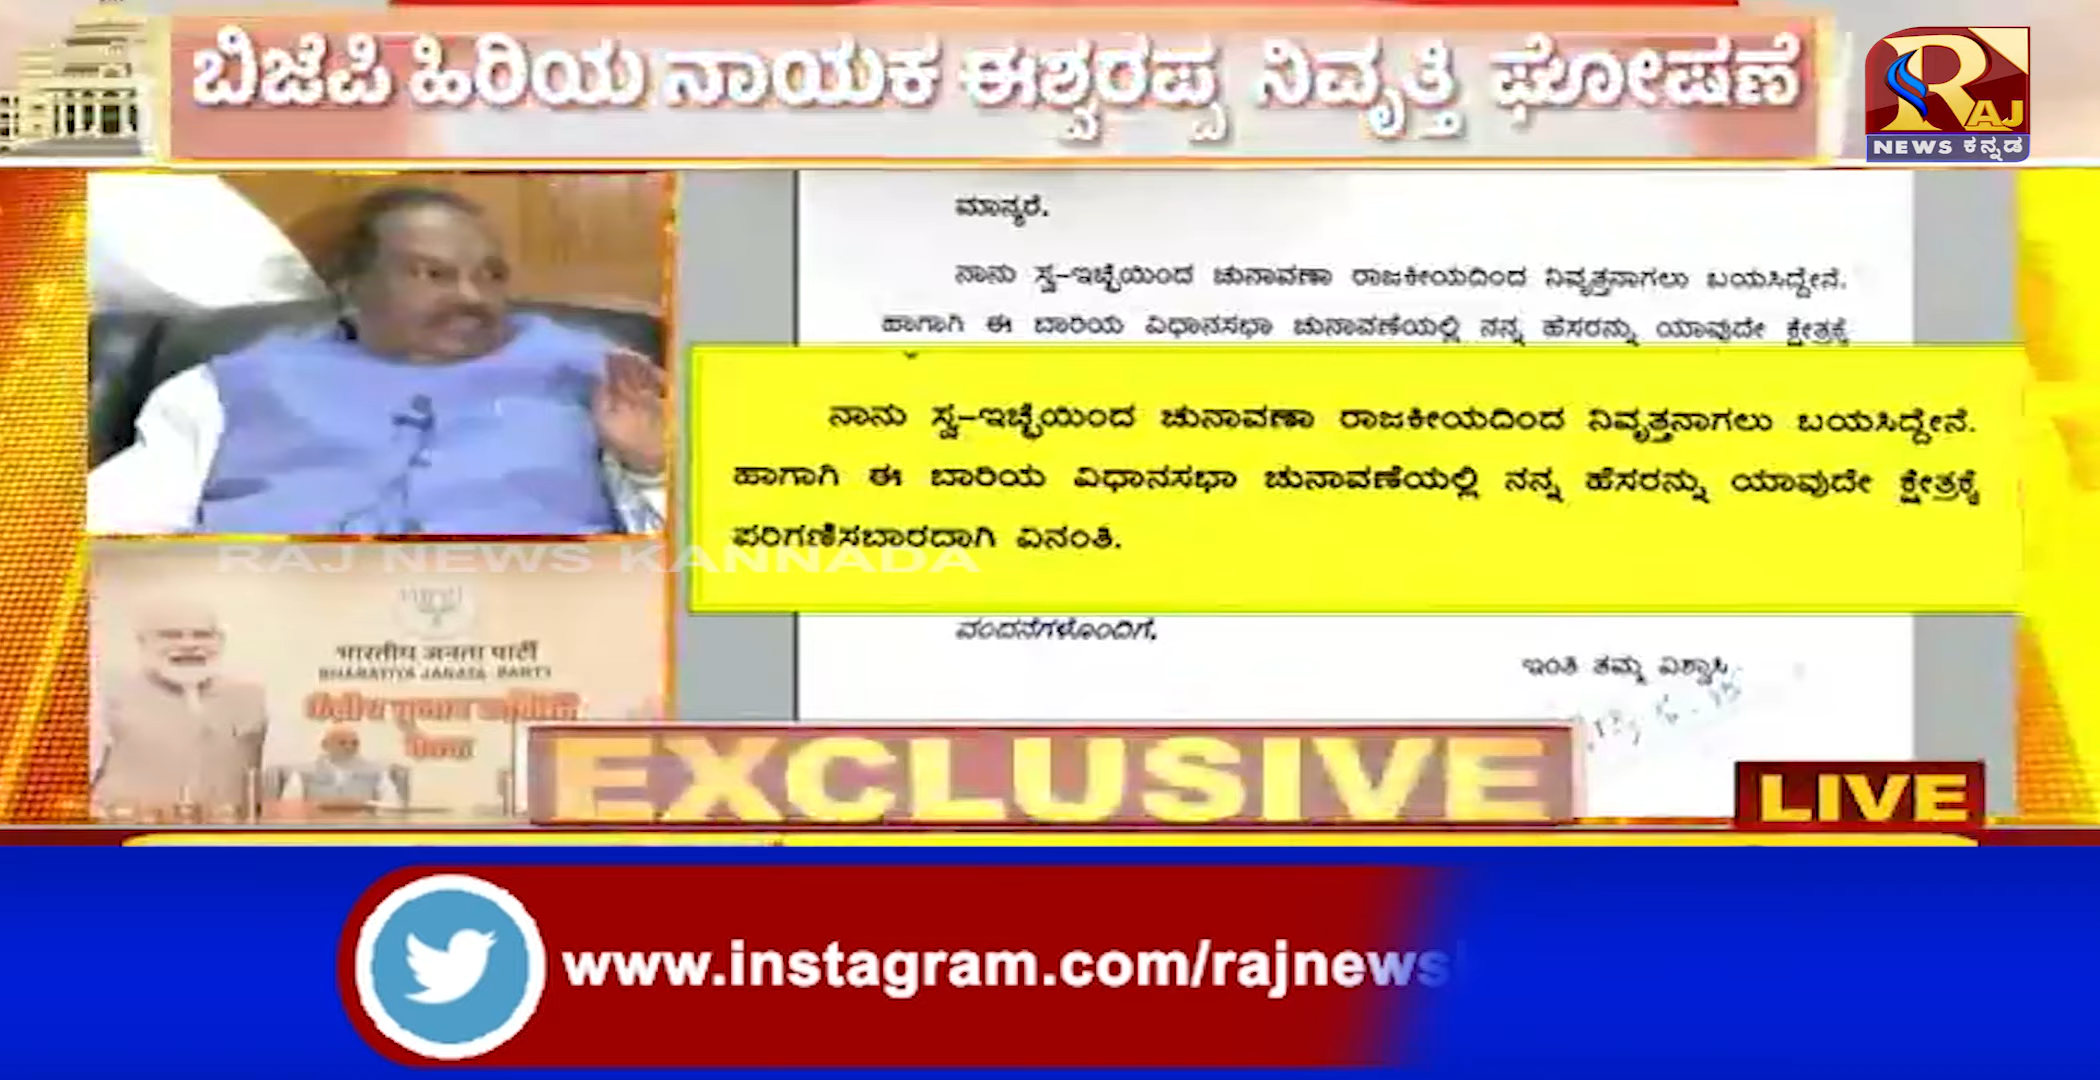 ಬಿಜೆಪಿ ಹಿರಿಯ ನಾಯಕ ಈಶ್ವರಪ್ಪ ನಿವೃತ್ತಿ ಘೋಷಣೆ
RAJ
NEWS ಕನ್ನಡ
ಮಾನ್ಯರೆ.
ನಾನು ಸ್ವ-ಇಚ್ಛೆಯಿಂದ ಚುನಾವಣಾ ರಾಜಕೀಯದಿಂದ ನಿವೃತ್ತನಾಗಲು ಬಯಸಿದ್ದೇನೆ.
ಹಾಗಾಗಿ ಈ ಬಾರಿಯ ವಿಧಾನಸಭಾ ಚುನಾವಣೆಯಲ್ಲಿ ನನ್ನ ಹೆಸರನ್ನು ಯಾವುದೇ ಕ್ಷೇತ್ರಕ್ಕೆ
ನಾನು ಸ್ವ-ಇಚ್ಛೆಯಿಂದ ಚುನಾವಣಾ ರಾಜಕೀಯದಿಂದ ನಿವೃತ್ತನಾಗಲು ಬಯಸಿದ್ದೇನೆ.
ಹಾಗಾಗಿ ಈ ಬಾರಿಯ ವಿಧಾನಸಭಾ ಚುನಾವಣೆಯಲ್ಲಿ ನನ್ನ ಹೆಸರನ್ನು ಯಾವುದೇ ಕ್ಷೇತ್ರಕ್ಕೆ
ಪರಿಗಣಿಸಬಾರದಾಗಿ ವಿನಂತಿ.
RAJ NEWS KANNADA
ವಂದನೆಗಳೊಂದಿಗೆ.
ಇಂತಿ ತಮ್ಮ ವಿಶ್ವಾಸಿ
भारतीय जनता पार्टी
BHARATIYA JANATA PARTY
EXCLUSIVE
LIVE
www.instagram.com/rajnews